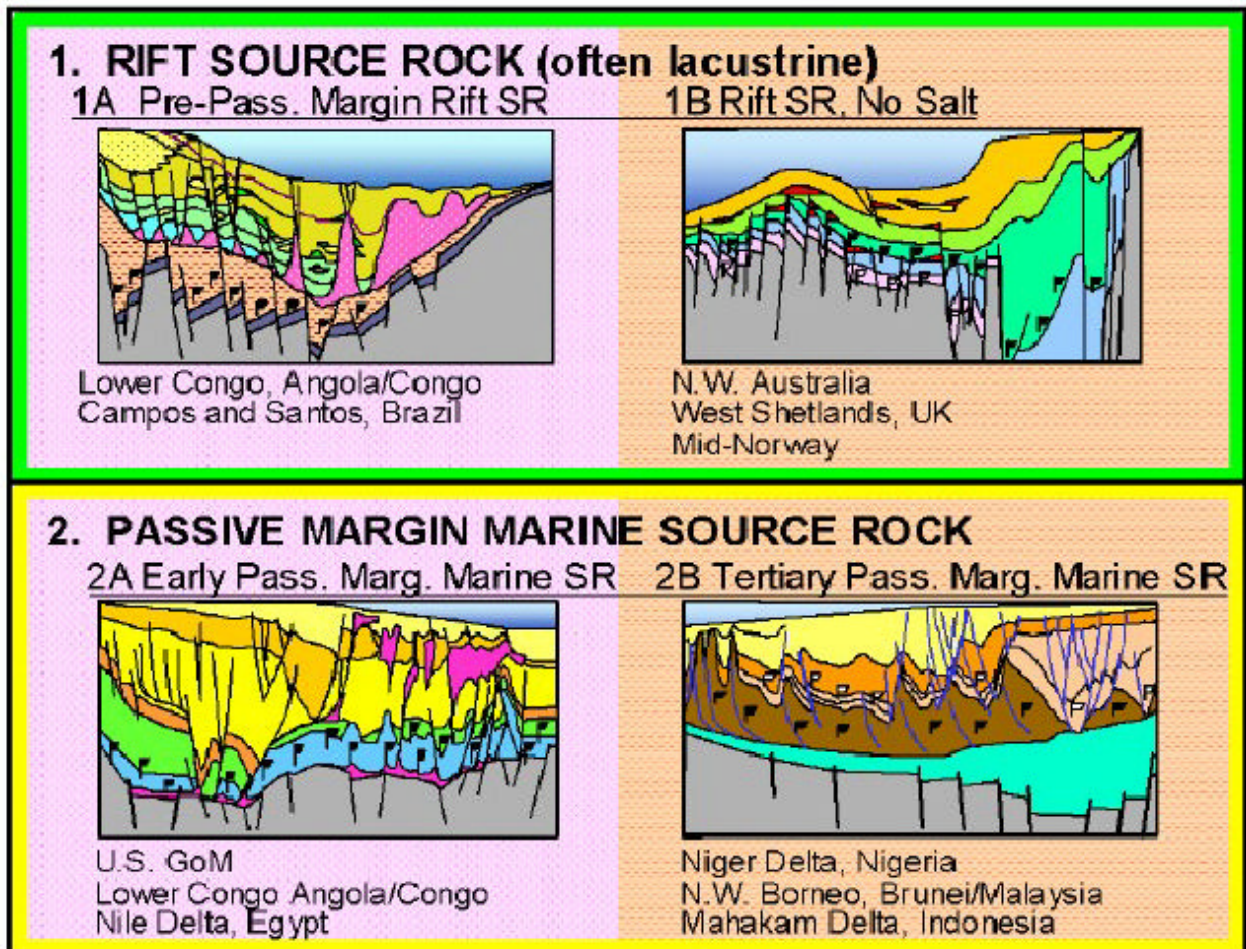 1. RIFT SOURCE ROCK (often lacustrine)
1A Pre-Pass. Margin Rift SR
1B Rift SR, No Salt
Lower Congo, Angola/Congo
Campos and Santos, Brazil
N.W. Australia
West Shetlands, UK
Mid-Norway
2. PASSIVE MARGIN MARINE SOURCE ROCK
2A Early Pass. Marg. Marine SR
2B Tertiary Pass. Marg. Marine SR
U.S. GoM
Lower Congo Angola/Congo
Nile Delta, Egypt
Niger Delta, Nigeria
N.W. Borneo, Brunei/Malaysia
Mahakam Delta, Indonesia